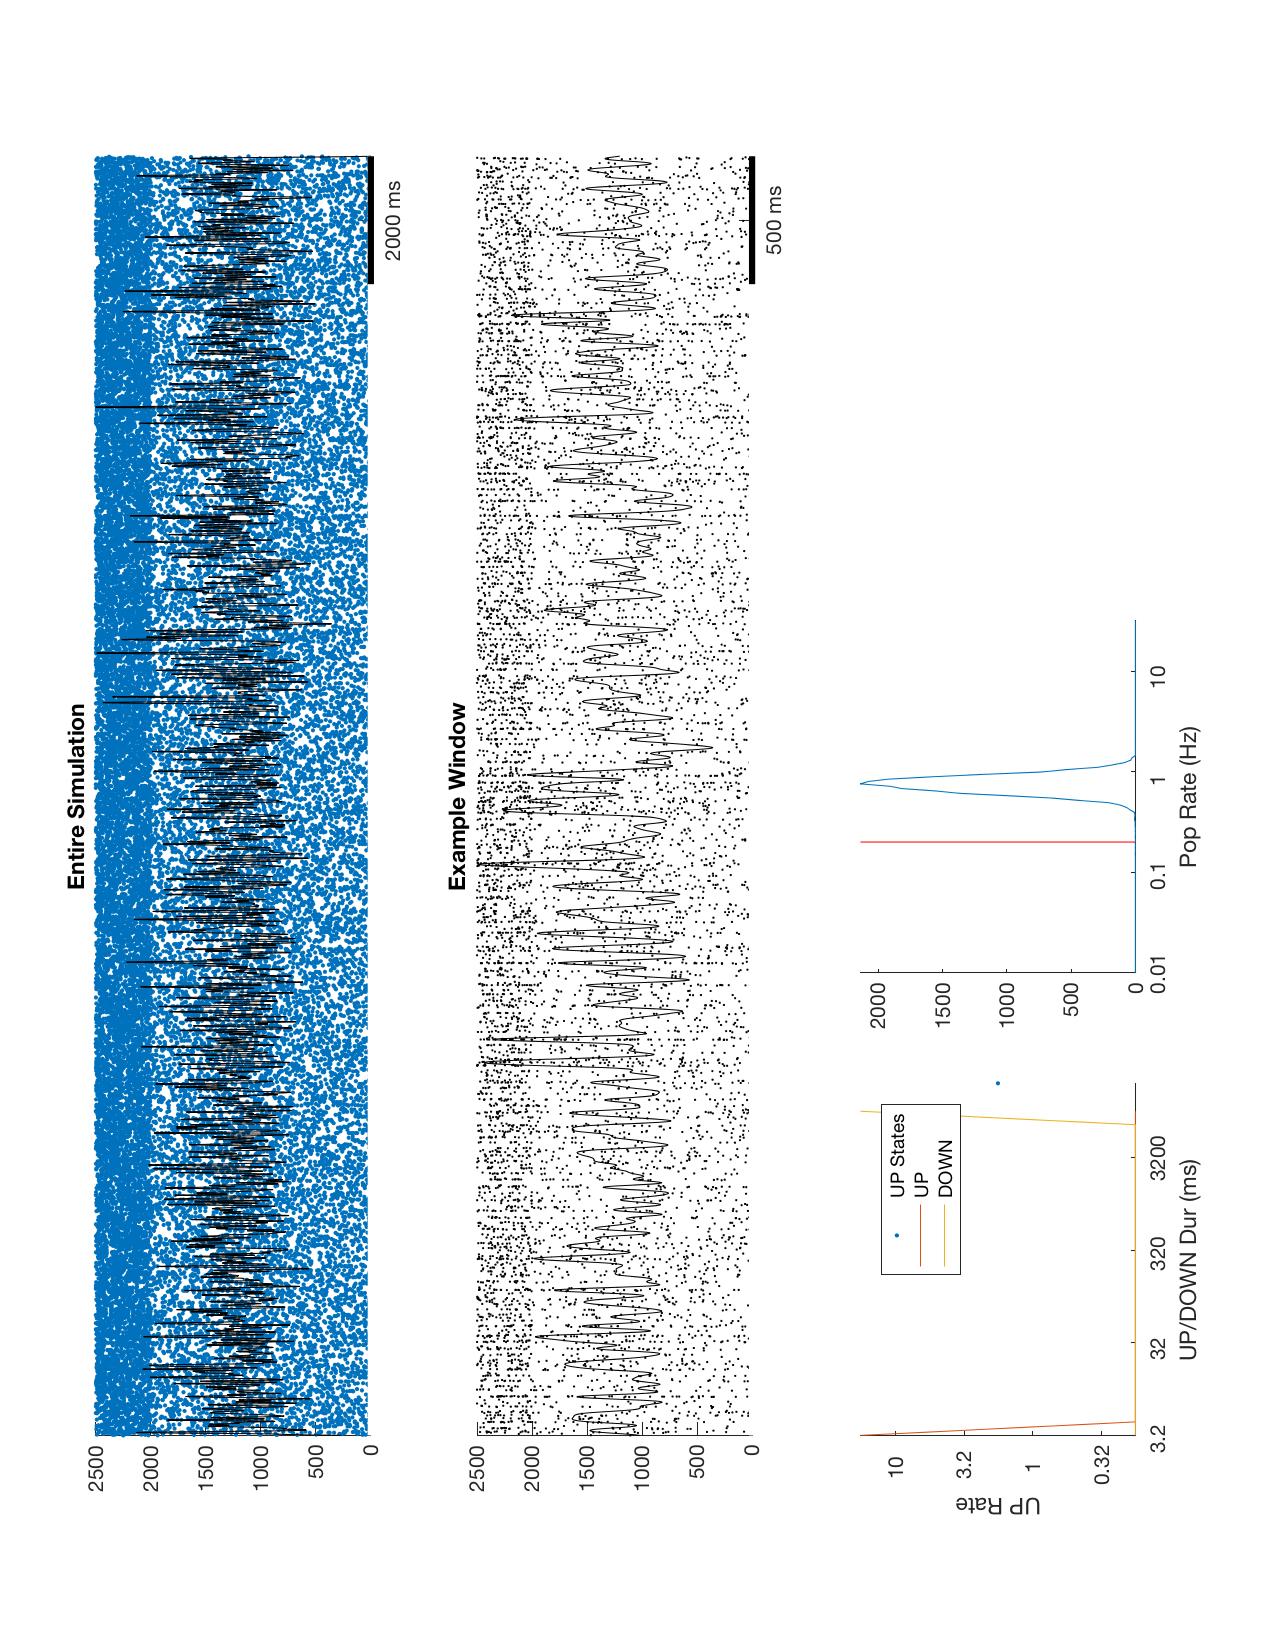 Entire Simulation
2500
2000
1500
1000
500
0
2000 ms
Example Window
2500
2000
1500
1000
500
0
500 ms
UP States
UP
DOWN
10
3.2
1
0.32
UP Rate
3.2 32 320 3200
UP/DOWN Dur (ms)
2000
1500
1000
500
0
0.01 0.1 1 10
Pop Rate (Hz)